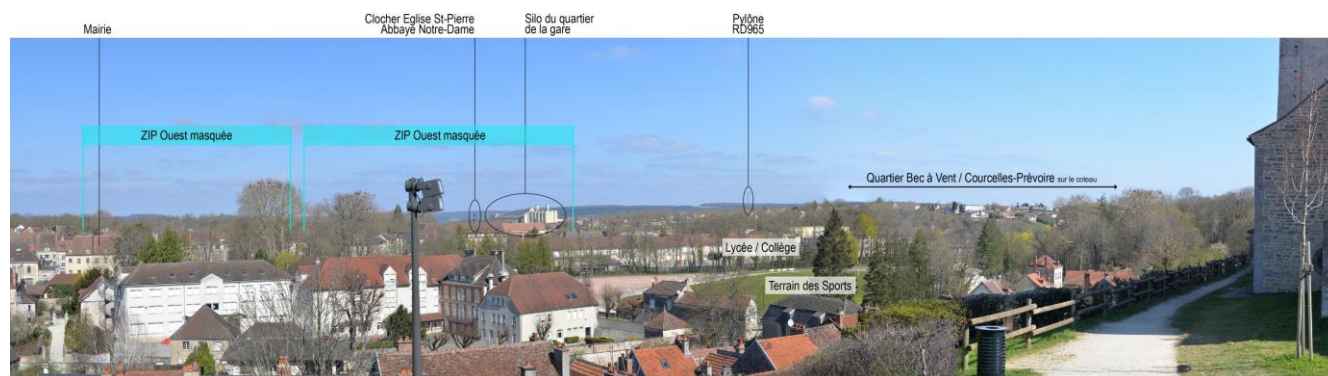 Mairie
Clocher Eglise St-Pierre
Abbaye Notre-Dame
Silo du quartier
de la gare
Pylône
RD965
ZIP Ouest masquée
ZIP Ouest masquée
Quartier Bec à Vent / Courcelles-Prévoire sur le coteau
Lycée / Collège
Terrain des Sports